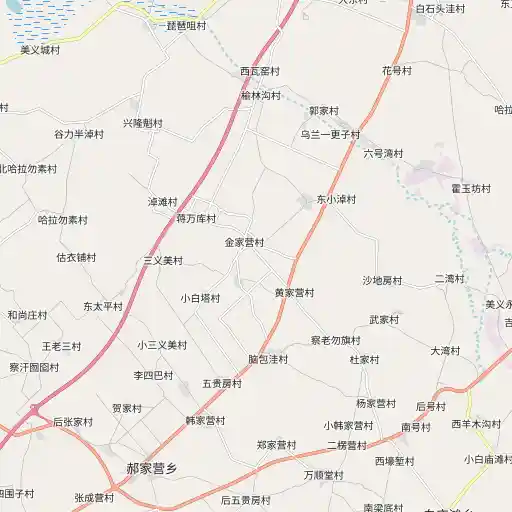 琵琶咀村
白石头洼村
美义城村
西瓦窑村
花号村
榆林沟村
郭家村
兴隆魁村
谷力半淖村
乌兰一更子村
六号湾村
北哈拉勿素村
霍玉坊村
淖滩村
东小淖村
哈拉勿素村
蒋万库村
金家营村
估衣铺村
三义美村
沙地房村
二湾村
黄家营村
小白塔村
东太平村
和尚庄村
武家村
察老勿旗村
王老三村
小三义美村
大湾村
脑包洼村
杜家村
察汗囫囵村
李四巴村
五贵房村
杨家营村
后号村
贺家村
后张家村
韩家营村
小韩家营村
南号村
西羊木沟村
郑家营村
二楞营村
郝家营乡
西壕堑村
小白庙滩村
万顺堂村
张成营村
后五贵房村
南梁底村